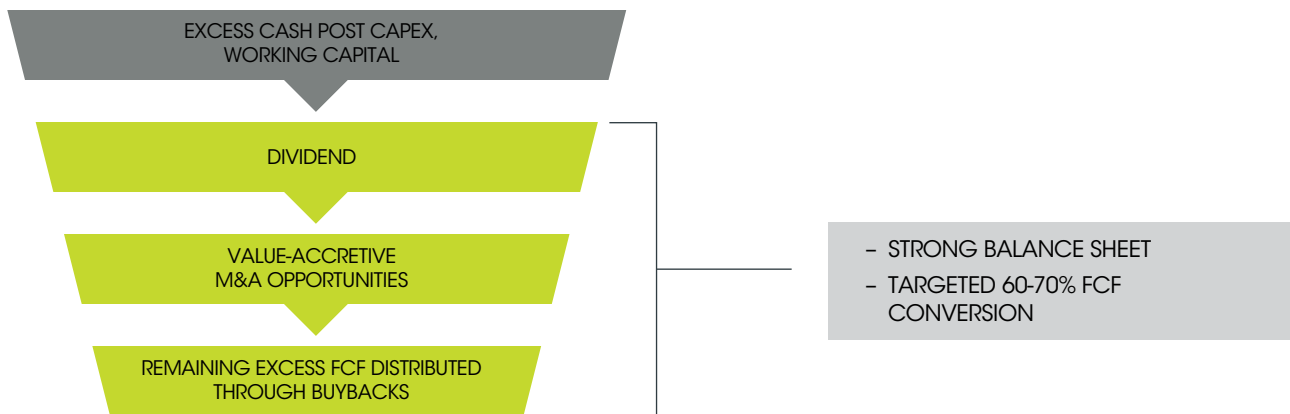 EXCESS CASH POST CAPEX,
WORKING CAPITAL
DIVIDEND
VALUE-ACCRETIVE
M&A OPPORTUNITIES
REMAINING EXCESS FCF DISTRIBUTED
THROUGH BUYBACKS
– STRONG BALANCE SHEET
– TARGETED 60-70% FCF
CONVERSION